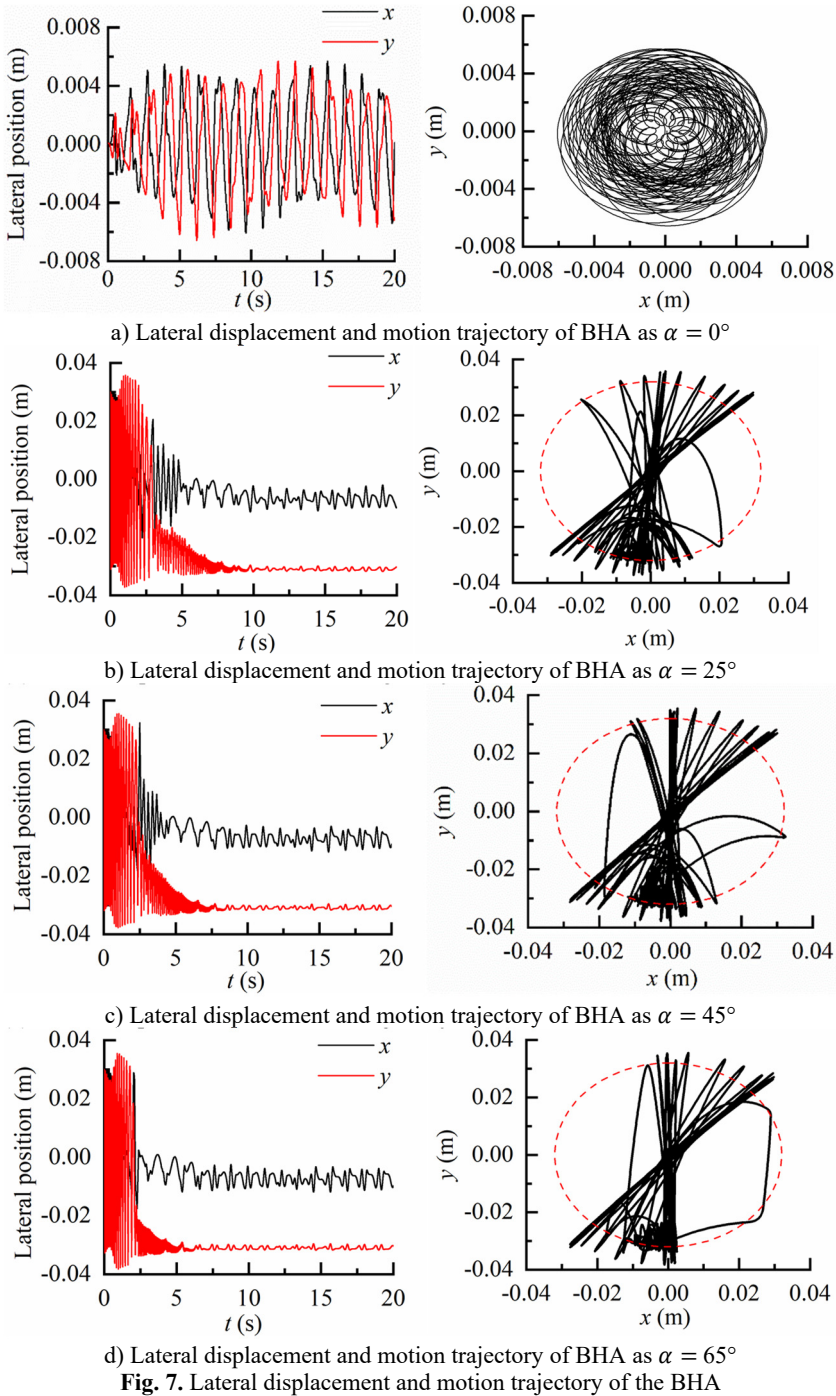 0.008
0.004
0.000
-0.004
-0.008
Lateral position (m)
x
y
0 5 10 15 20
t (s)
0.008
0.004
0.000
-0.004
-0.008
y (m)
-0.008 -0.004 0.000 0.004 0.008
x (m)
a) Lateral displacement and motion trajectory of BHA as α = 0°
0.04
0.02
0.00
-0.02
-0.04
Lateral position (m)
x
y
0 5 10 15 20
t (s)
0.04
0.02
0.00
-0.02
-0.04
y (m)
-0.04 -0.02 0.00 0.02 0.04
x (m)
b) Lateral displacement and motion trajectory of BHA as α = 25°
0.04
0.02
0.00
-0.02
-0.04
Lateral position (m)
x
y
0 5 10 15 20
t (s)
0.04
0.02
0.00
-0.02
-0.04
y (m)
-0.04 -0.02 0.00 0.02 0.04
x (m)
c) Lateral displacement and motion trajectory of BHA as α = 45°
0.04
0.02
0.00
-0.02
-0.04
Lateral position (m)
x
y
0 5 10 15 20
t (s)
0.04
0.02
0.00
-0.02
-0.04
y (m)
-0.04 -0.02 0.00 0.02 0.04
x (m)
d) Lateral displacement and motion trajectory of BHA as α = 65°
Fig. 7. Lateral displacement and motion trajectory of the BHA